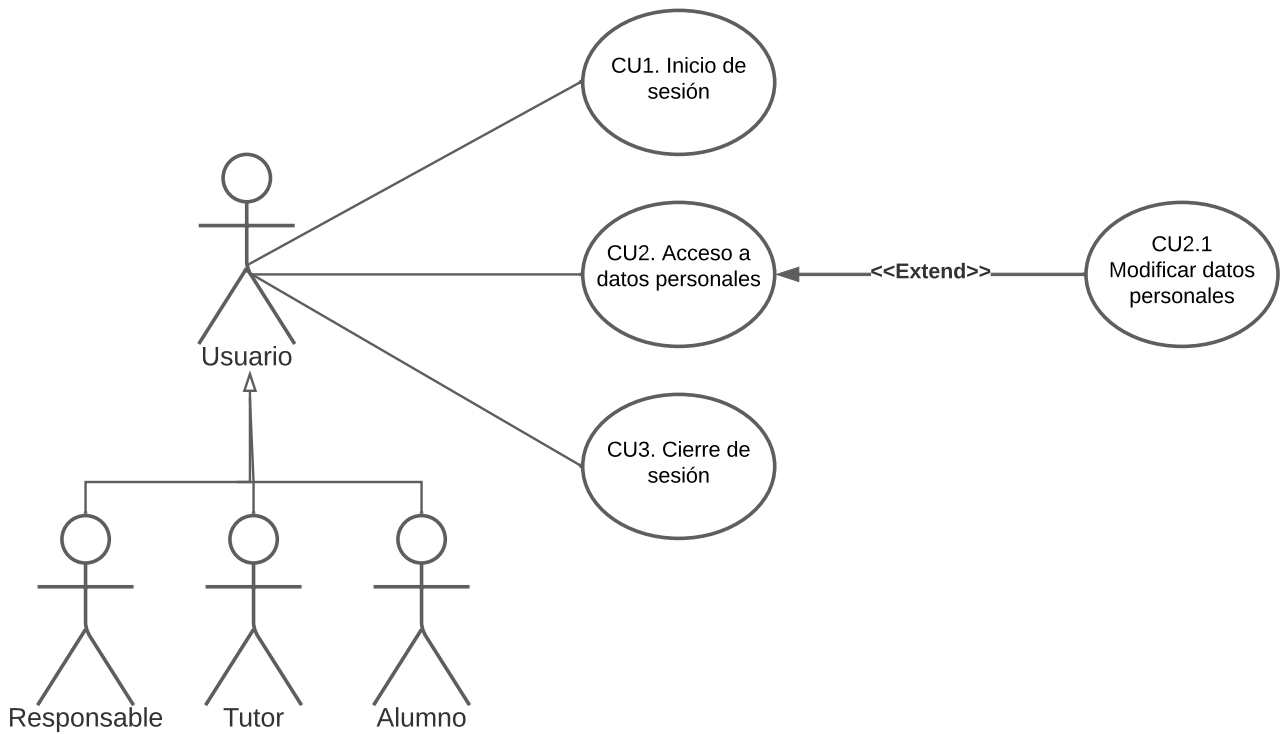 CU1. Inicio de
sesión
CU2. Acceso a
datos personales
<<Extend>>
CU2.1
Modificar datos
personales
Usuario
CU3. Cierre de
sesión
Responsable
Tutor
Alumno